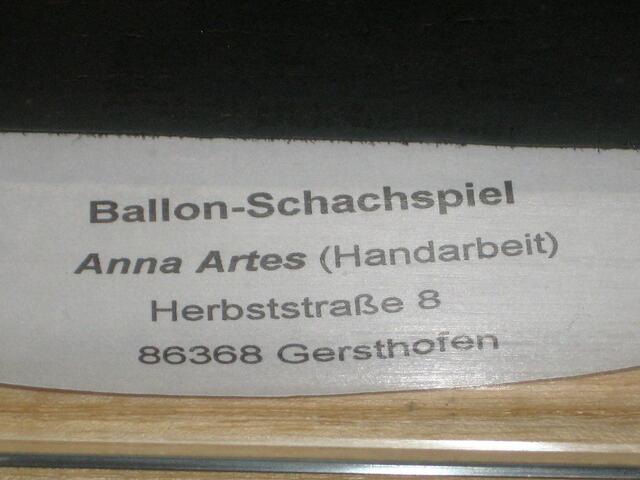 Ballon-Schachspiel
Anna Artes (Handarbeit)
Herbststraße 8
86368 Gersthofen